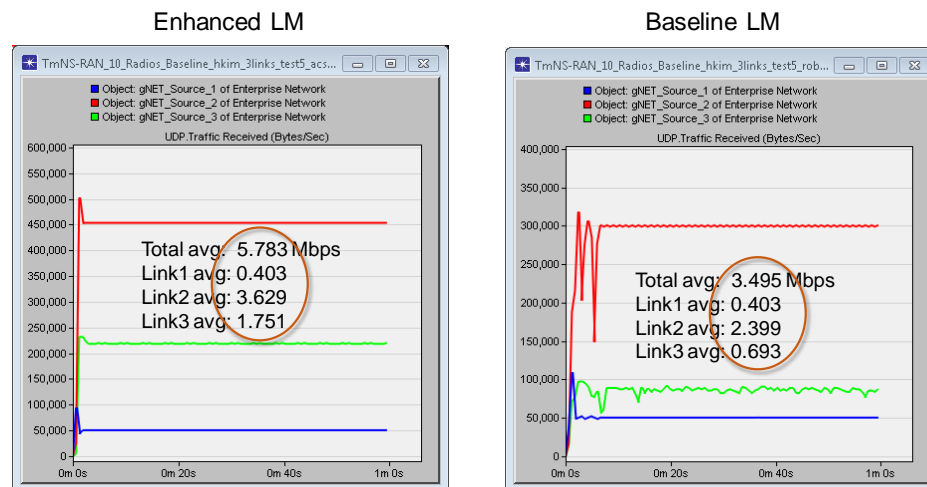 Enhanced LM
TmNS-RAN_10_Radios_Baseline_hkim_3links_test5_acs...
Object: gNET_Source_1 of Enterprise Network
Object: gNET_Source_2 of Enterprise Network
Object: gNET_Source_3 of Enterprise Network
UDP.Traffic Received (Bytes/Sec)
600,000
550,000
500,000
450,000
400,000
350,000
300,000
250,000
200,000
150,000
100,000
50,000
0
Total avg: 5.783 Mbps
Link1 avg: 0.403
Link2 avg: 3.629
Link3 avg: 1.751
0m 0s
0m 20s
0m 40s
1m 0s
Baseline LM
TmNS-RAN_10_Radios_Baseline_hkim_3links_test5_rob...
Object: gNET_Source_1 of Enterprise Network
Object: gNET_Source_2 of Enterprise Network
Object: gNET_Source_3 of Enterprise Network
UDP.Traffic Received (Bytes/Sec)
400,000
350,000
300,000
250,000
200,000
150,000
100,000
50,000
0
Total avg: 3.495 Mbps
Link1 avg: 0.403
Link2 avg: 2.399
Link3 avg: 0.693
0m 0s
0m 20s
0m 40s
1m 0s